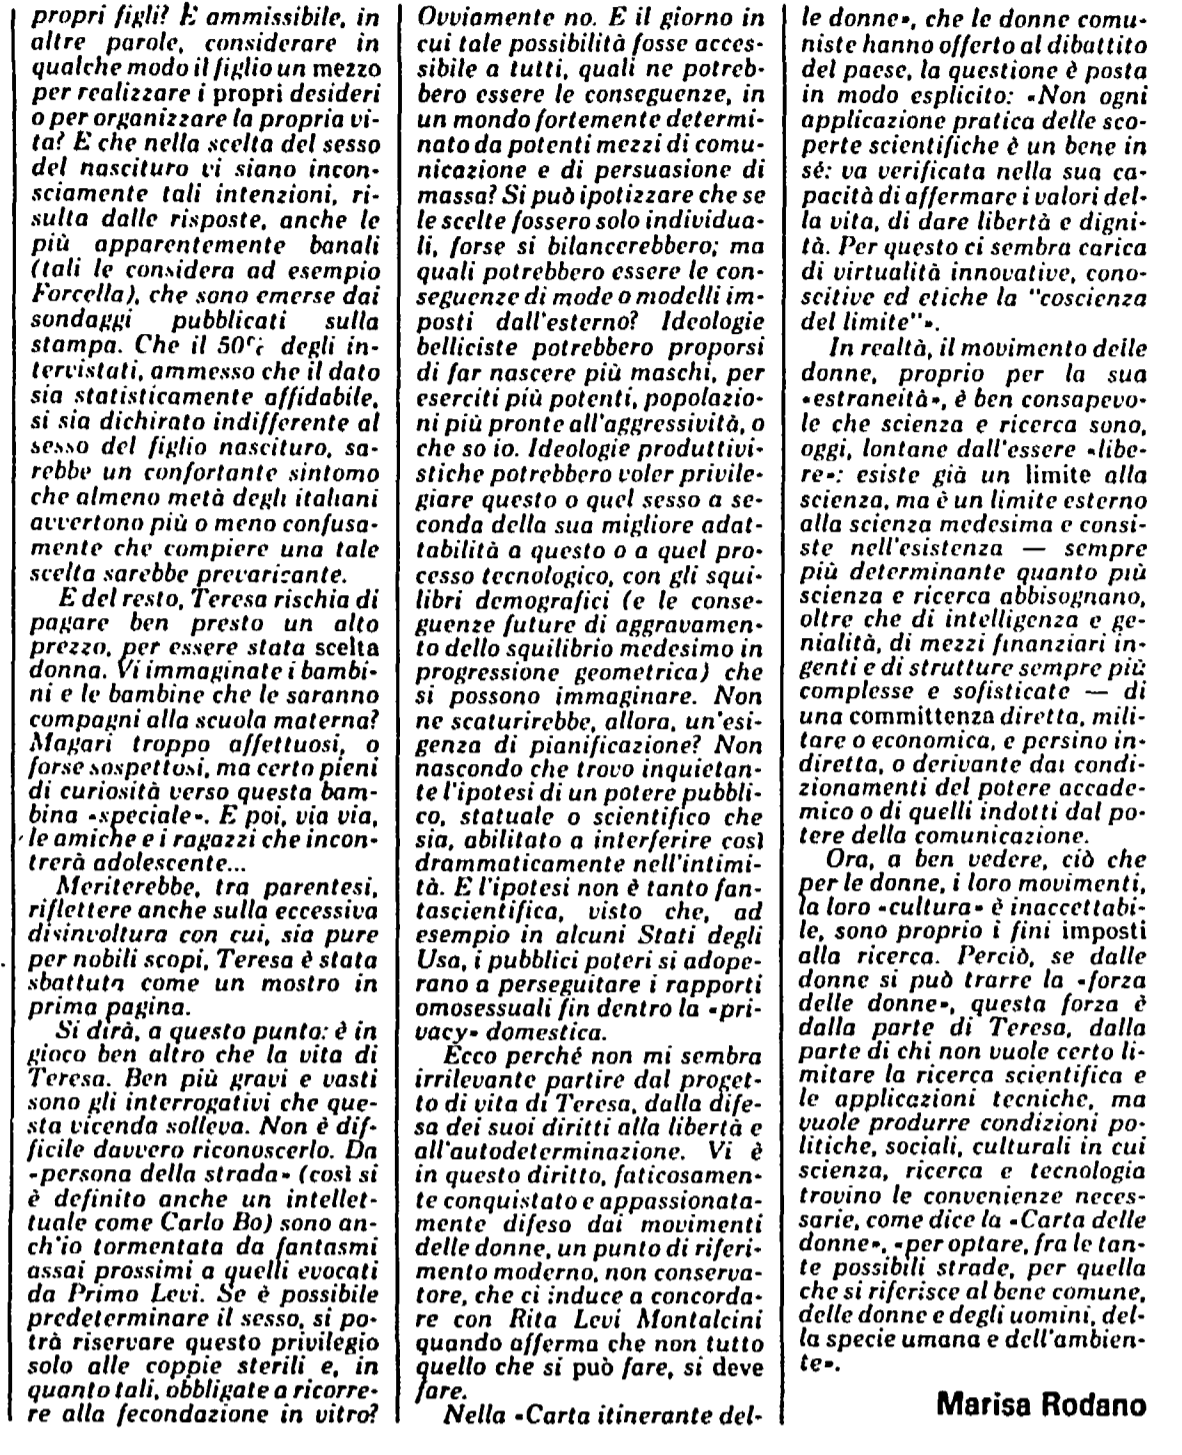 propri figli? E ammissibile, in
altre parole, considerare in
qualche modo il figlio un mezzo
per realizzare i propri desideri
o per organizzare la propria vi-
ta? E che nella scelta del sesso
del nascituro vi siano incon-
sciamente tali intenzioni, ri-
sulta dalle risposte, anche le
più apparentemente banali
(tali le considera ad esempio
Forcella), che sono emerse dai
sondaggi pubblicati sulla
stampa. Che il 50% degli in-
tervistati, ammesso che il dato
sia statisticamente affidabile,
si sia dichirato indifferente al
sesso del figlio nascituro, sa-
rebbe un confortante sintomo
che almeno metà degli italiani
avvertono più o meno confusa-
mente che compiere una tale
scelta sarebbe prevaricante.
E del resto, Teresa rischia di
pagare ben presto un alto
prezzo, per essere stata scelta
donna. Vi immaginate i bambi-
ni e le bambine che le saranno
compagni alla scuola materna?
Magari troppo affettuosi, o
forse sospettosi, ma certo pieni
di curiosità verso questa bam-
bina «speciale». E poi, via via,
le amiche e i ragazzi che incon-
trerà adolescente...
Meriterebbe, tra parentesi,
riflettere anche sulla eccessiva
disinvoltura con cui, sia pure
per nobili scopi, Teresa è stata
sbattuta come un mostro in
prima pagina.
Si dirà, a questo punto: è in
gioco ben altro che la vita di
Teresa. Ben più gravi e vasti
sono gli interrogativi che que-
sta vicenda solleva. Non è dif-
ficile davvero riconoscerlo. Da
«persona della strada» (così si
è definito anche un intellet-
tuale come Carlo Bo) sono an-
ch'io tormentata da fantasmi
assai prossimi a quelli evocati
da Primo Levi. Se è possibile
predeterminare il sesso, si po-
trà riservare questo privilegio
solo alle coppie sterili e, in
quanto tali, obbligate a ricorre-
re alla fecondazione in vitro?
Ovviamente no. E il giorno in
cui tale possibilità fosse acces-
sibile a tutti, quali ne potreb-
bero essere le conseguenze, in
un mondo fortemente determi-
nato da potenti mezzi di comu-
nicazione e di persuasione di
massa? Si può ipotizzare che se
le scelte fossero solo individua-
li, forse si bilancerebbero; ma
quali potrebbero essere le con-
seguenze di mode o modelli im-
posti dall'esterno? Ideologie
belliciste potrebbero proporsi
di far nascere più maschi, per
eserciti più potenti, popolazio-
ni più pronte all'aggressività, o
che so io. Ideologie produttivi-
stiche potrebbero voler privile-
giare questo o quel sesso a se-
conda della sua migliore adat-
tabilità a questo o a quel pro-
cesso tecnologico, con gli squi-
libri demografici (e le conse-
guenze future di aggravamen-
to dello squilibrio medesimo in
progressione geometrica) che
si possono immaginare. Non
ne scaturirebbe, allora, un'esi-
genza di pianificazione? Non
nascondo che trovo inquietan-
te l'ipotesi di un potere pubbli-
co, statuale o scientifico che
sia, abilitato a interferire così
drammaticamente nell'intimi-
tà. E l'ipotesi non è tanto fan-
tascientifica, visto che, ad
esempio in alcuni Stati degli
Usa, i pubblici poteri si adope-
rano a perseguitare i rapporti
omosessuali fin dentro la «pri-
vacy» domestica.
Ecco perché non mi sembra
irrilevante partire dal proget-
to di vita di Teresa, dalla dife-
sa dei suoi diritti alla libertà e
all'autodeterminazione. Vi è
in questo diritto, faticosamen-
te conquistato e appassionata-
mente difeso dai movimenti
delle donne, un punto di riferi-
mento moderno, non conserva-
tore, che ci induce a concorda-
re con Rita Levi Montalcini
quando afferma che non tutto
quello che si può fare, si deve
fare.
Nella «Carta itinerante del-
le donne», che le donne comu-
niste hanno offerto al dibattito
del paese, la questione è posta
in modo esplicito: «Non ogni
applicazione pratica delle sco-
perte scientifiche è un bene in
sé: va verificata nella sua ca-
pacità di affermare i valori del-
la vita, di dare libertà e digni-
tà. Per questo ci sembra carica
di virtualità innovative, cono-
scitive ed etiche la "coscienza
del limite"».
In realtà, il movimento delle
donne, proprio per la sua
«estraneità», è ben consapevo-
le che scienza e ricerca sono,
oggi, lontane dall'essere «libe-
re»: esiste già un limite alla
scienza, ma è un limite esterno
alla scienza medesima e consi-
ste nell'esistenza — sempre
più determinante quanto più
scienza e ricerca abbisognano,
oltre che di intelligenza e ge-
nialità, di mezzi finanziari in-
genti e di strutture sempre più
complesse e sofisticate — di
una committenza diretta, mili-
tare o economica, e persino in-
diretta, o derivante dai condi-
zionamenti del potere accade-
mico o di quelli indotti dal po-
tere della comunicazione.
Ora, a ben vedere, ciò che
per le donne, i loro movimenti,
la loro «cultura» è inaccettabi-
le, sono proprio i fini imposti
alla ricerca. Perciò, se dalle
donne si può trarre la «forza
delle donne», questa forza è
dalla parte di Teresa, dalla
parte di chi non vuole certo li-
mitare la ricerca scientifica e
le applicazioni tecniche, ma
vuole produrre condizioni po-
litiche, sociali, culturali in cui
scienza, ricerca e tecnologia
trovino le convenienze neces-
sarie, come dice la «Carta delle
donne», «per optare, fra le tan-
te possibili strade, per quella
che si riferisce al bene comune,
delle donne e degli uomini, del-
la specie umana e dell'ambien-
te».
Marisa Rodano